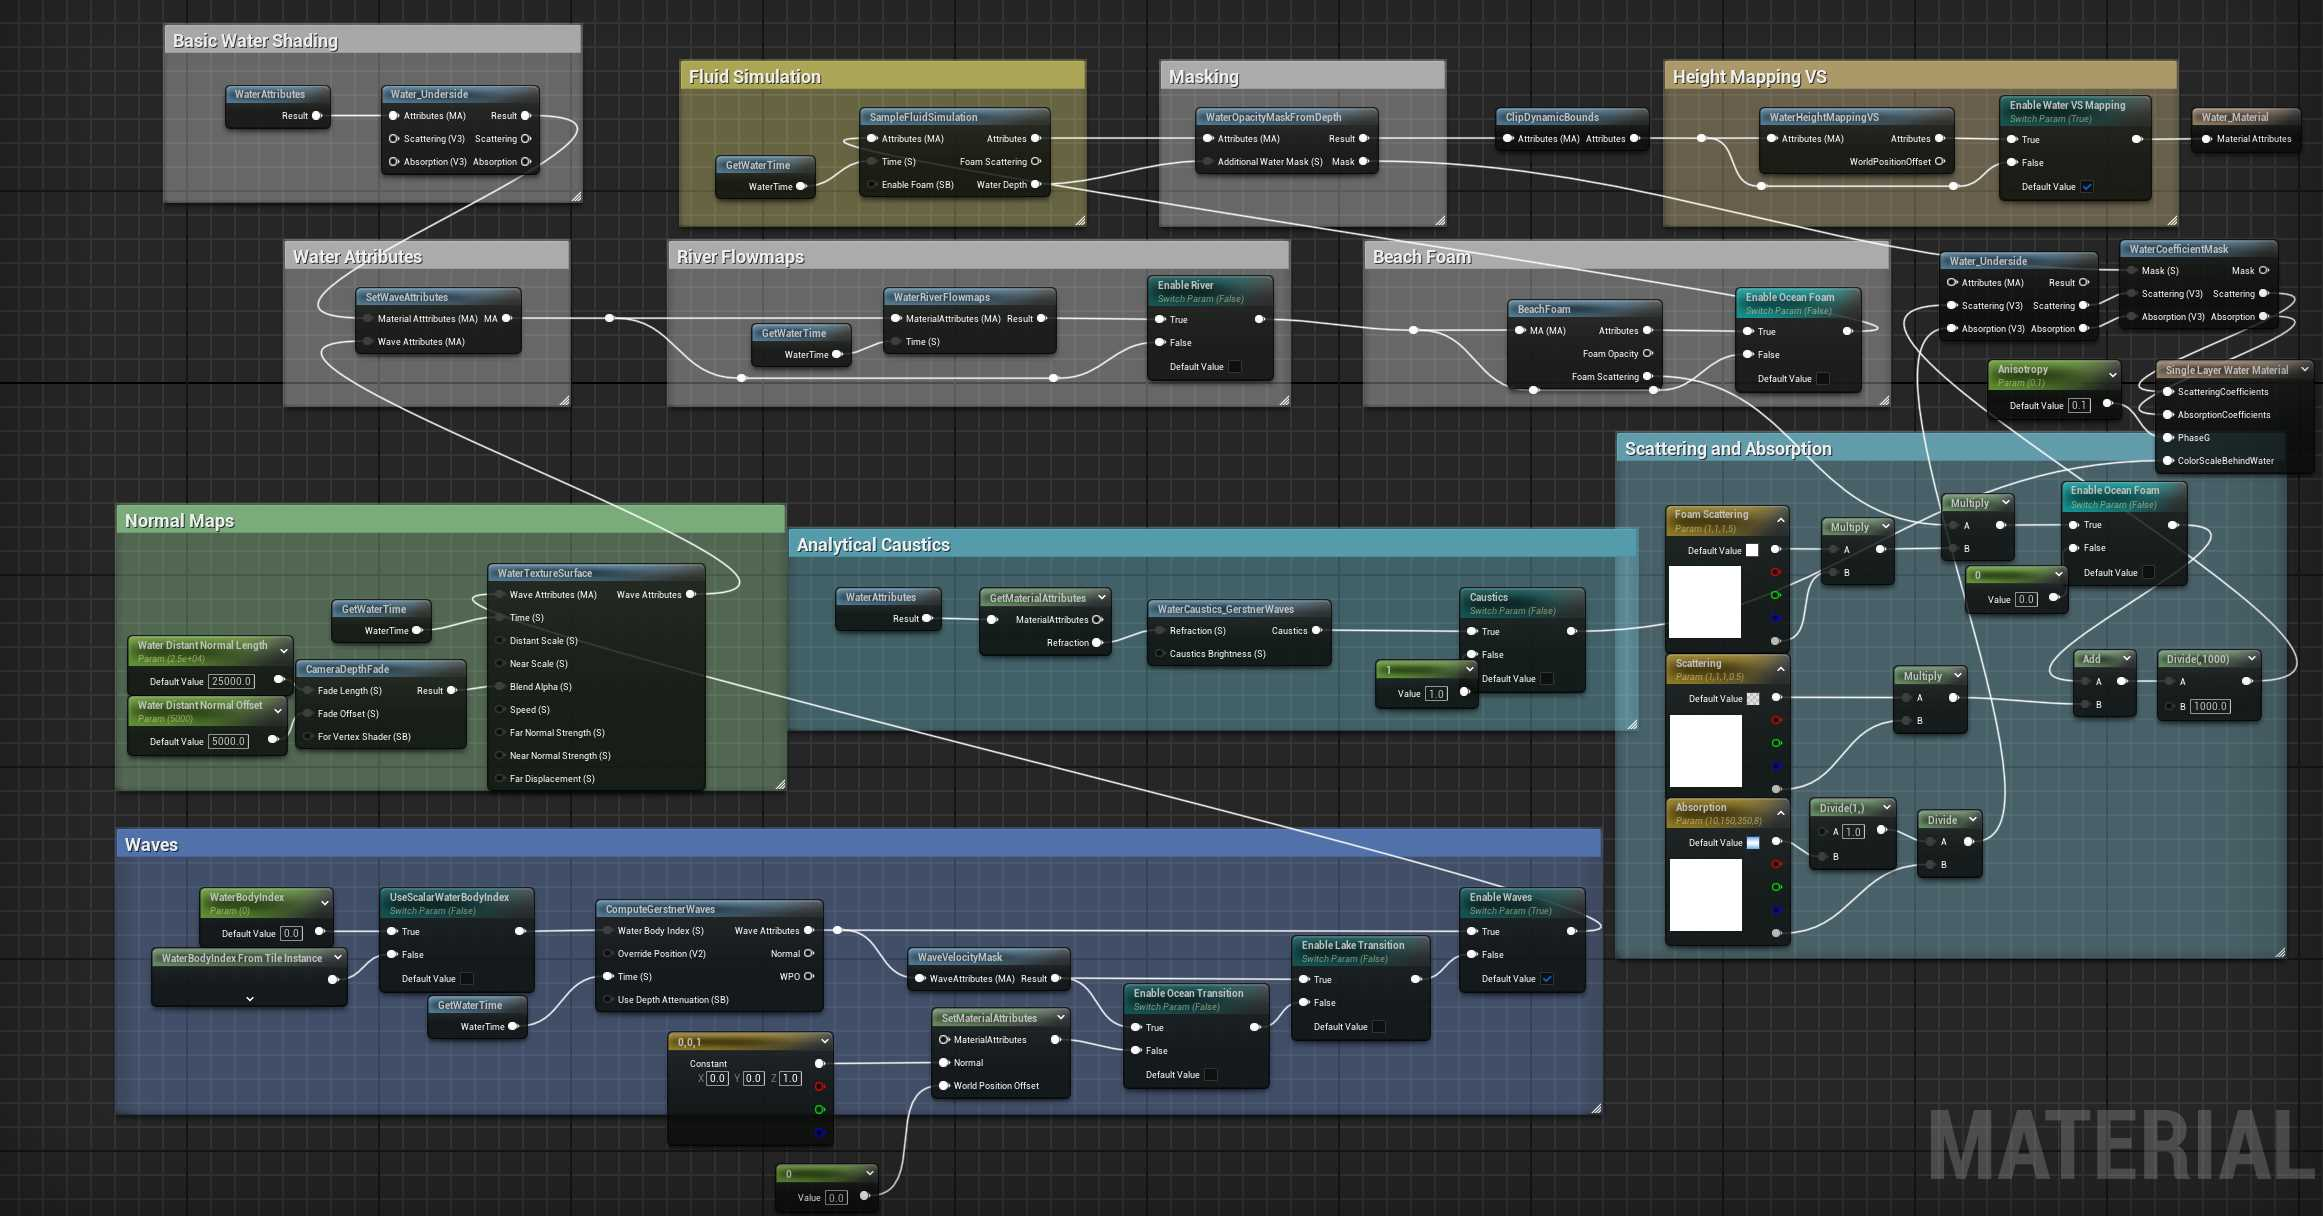 Basic Water Shading
WaterAttributes
Result
Water_Underside
Attributes (MA) Result
Scattering (V3) Scattering
Absorption (V3) Absorption
Fluid Simulation
GetWaterTime
WaterTime
SampleFluidSimulation
Attributes (MA) Attributes
Time (S) Foam Scattering
Enable Foam (SB) Water Depth
Masking
WaterOpacityMaskFromDepth
Attributes (MA) Result
Additional Water Mask (S) Mask
ClipDynamicBounds
Attributes (MA) Attributes
Height Mapping VS
WaterHeightMappingVS
Attributes (MA) Attributes
WorldPositionOffset
Enable Water VS Mapping
Switch Param (True)
True
False
Default Value
Water_Material
Material Attributes
Water Attributes
SetWaveAttributes
Material Atttributes (MA) MA
Wave Attributes (MA)
River Flowmaps
GetWaterTime
WaterTime
WaterRiverFlowmaps
MaterialAttributes (MA) Result
Time (S)
Enable River
Switch Param (False)
True
False
Default Value
Beach Foam
BeachFoam
MA (MA) Attributes
Foam Opacity
Foam Scattering
Enable Ocean Foam
Switch Param (False)
True
False
Default Value
Water_Underside
Attributes (MA) Result
Scattering (V3) Scattering
Absorption (V3) Absorption
WaterCoefficientMask
Mask (S) Mask
Scattering (V3) Scattering
Absorption (V3) Absorption
Anisotropy
Param (0.1)
Default Value 0.1
Single Layer Water Material
ScatteringCoefficients
AbsorptionCoefficients
PhaseG
ColorScaleBehindWater
Normal Maps
Water Distant Normal Length
Param (2.5e+04)
Default Value 25000.0
Water Distant Normal Offset
Param (5000)
Default Value 5000.0
GetWaterTime
WaterTime
CameraDepthFade
Fade Length (S) Result
Fade Offset (S)
For Vertex Shader (SB)
WaterTextureSurface
Wave Attributes (MA) Wave Attributes
Time (S)
Distant Scale (S)
Near Scale (S)
Blend Alpha (S)
Speed (S)
Far Normal Strength (S)
Near Normal Strength (S)
Far Displacement (S)
Analytical Caustics
WaterAttributes
Result
GetMaterialAttributes
MaterialAttributes
Refraction
WaterCaustics_GerstnerWaves
Refraction (S) Caustics
Caustics Brightness (S)
Caustics
Switch Param (False)
True
False
Default Value
1
Value 1.0
Scattering and Absorption
Foam Scattering
Param (1,1,1,5)
Default Value
Multiply
A
B
Multiply
A
B
Enable Ocean Foam
Switch Param (False)
True
False
Default Value
0
Value 0.0
Scattering
Param (1,1,1,0.5)
Default Value
Multiply
A
B
Add
A
B
Divide(,1000)
A
B 1000.0
Absorption
Param (10,150,350,8)
Default Value
Divide(1,)
A 1.0
B
Divide
A
B
Waves
WaterBodyIndex
Param (0)
Default Value 0.0
WaterBodyIndex From Tile Instance
UseScalarWaterBodyIndex
Switch Param (False)
True
False
Default Value
GetWaterTime
WaterTime
ComputeGerstnerWaves
Water Body Index (S) Wave Attributes
Override Position (V2) Normal
Time (S) WPO
Use Depth Attenuation (SB)
WaveVelocityMask
WaveAttributes (MA) Result
0,0,1
Constant
X 0.0 Y 0.0 Z 1.0
SetMaterialAttributes
MaterialAttributes
Normal
World Position Offset
Enable Ocean Transition
Switch Param (False)
True
False
Default Value
Enable Lake Transition
Switch Param (False)
True
False
Default Value
Enable Waves
Switch Param (True)
True
False
Default Value
0
Value 0.0
MATERIAL